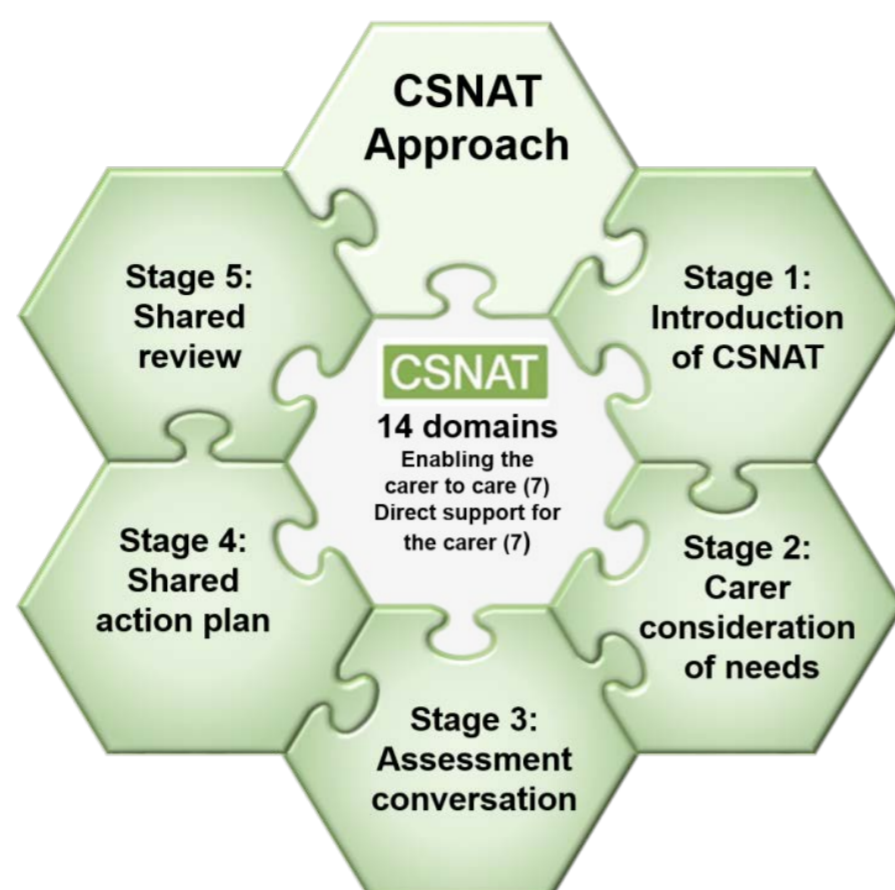 CSNAT
Approach
Stage 1:
Introduction
of CSNAT
Stage 2:
Carer
consideration
of needs
Stage 3:
Assessment
conversation
Stage 4:
Shared
action plan
Stage 5:
Shared
review
CSNAT
14 domains
Enabling the
carer to care (7)
Direct support for
the carer (7)